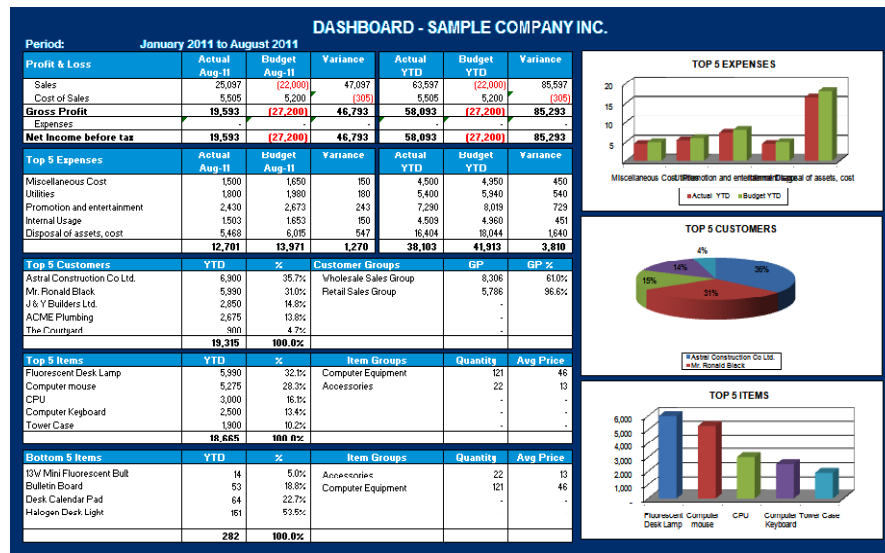 DASHBOARD - SAMPLE COMPANY INC.
Period: January 2011 to August 2011
Profit & Loss Actual Aug-11 Budget Aug-11 Variance Actual YTD Budget YTD Variance
Sales 25,097 (22,000) 47,097 63,597 (22,000) 85,597
Cost of Sales 5,505 5,200 (305) 5,505 5,200 (305)
Gross Profit 19,593 (27,200) 46,793 58,093 (27,200) 85,293
Expenses - - - - - -
Net Income before tax 19,593 (27,200) 46,793 58,093 (27,200) 85,293
Top 5 Expenses Actual Aug-11 Budget Aug-11 Variance Actual YTD Budget YTD Variance
Miscellaneous Cost 1,500 1,650 150 4,500 4,950 450
Utilities 1,800 1,980 180 5,400 5,940 540
Promotion and entertainment 2,430 2,673 243 7,290 8,019 729
Internal Usage 1,503 1,653 150 4,509 4,960 451
Disposal of assets, cost 5,468 6,015 547 16,404 18,044 1,640
12,701 13,971 1,270 38,103 41,913 3,810
Top 5 Customers YTD % Customer Groups GP GP %
Astral Construction Co Ltd. 6,900 35.7% Wholesale Sales Group 8,306 61.0%
Mr. Ronald Black 5,990 31.0% Retail Sales Group 5,786 96.6%
J & Y Builders Ltd. 2,850 14.8% -
ACME Plumbing 2,675 13.8% -
The Courtyard 900 4.7% -
19,315 100.0%
Top 5 Items YTD % Item Groups Quantity Avg Price
Fluorescent Desk Lamp 5,990 32.1% Computer Equipment 121 46
Computer mouse 5,275 28.3% Accessories 22 13
CPU 3,000 16.1% - -
Computer Keyboard 2,500 13.4% - -
Tower Case 1,900 10.2% - -
18,665 100.0%
Bottom 5 Items YTD % Item Groups Quantity Avg Price
13W Mini Fluorescent Bulb 14 5.0% Accessories 22 13
Bulletin Board 53 18.8% Computer Equipment 121 46
Desk Calendar Pad 64 22.7% - -
Halogen Desk Light 151 53.5% -
282 100.0%
TOP 5 EXPENSES
20
15
10
5
Miscellaneous Cost Utilities Promotion and entertainment Internal Usage Disposal of assets, cost
Actual YTD Budget YTD
TOP 5 CUSTOMERS
4%
14%
36%
15%
31%
Astral Construction Co Ltd.
Mr. Ronald Black
TOP 5 ITEMS
6,000
5,000
4,000
3,000
2,000
1,000
-
Fluorescent Computer CPU Computer Tower Case
Desk Lamp mouse Keyboard